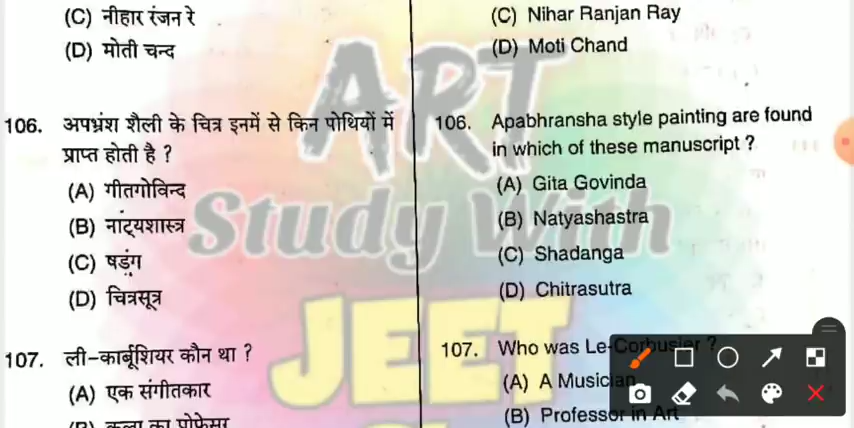 (C) नीहार रंजन रे
(D) मोती चन्द
106. अपभ्रंश शैली के चित्र इनमें से किन पोथियों में
प्राप्त होती है ?
(A) गीतगोविन्द
(B) नाट्यशास्त्र
(C) षडंग
(D) चित्रसूत्र
107. ली-कार्बूशियर कौन था ?
(A) एक संगीतकार
(B) कला का प्रोफेसर
(C) Nihar Ranjan Ray
(D) Moti Chand
106. Apabhransha style painting are found
in which of these manuscript ?
(A) Gita Govinda
(B) Natyashastra
(C) Shadanga
(D) Chitrasutra
107. Who was Le-Corbusier ?
(A) A Musician
(B) Professor in Art
ART
Study With
JEET